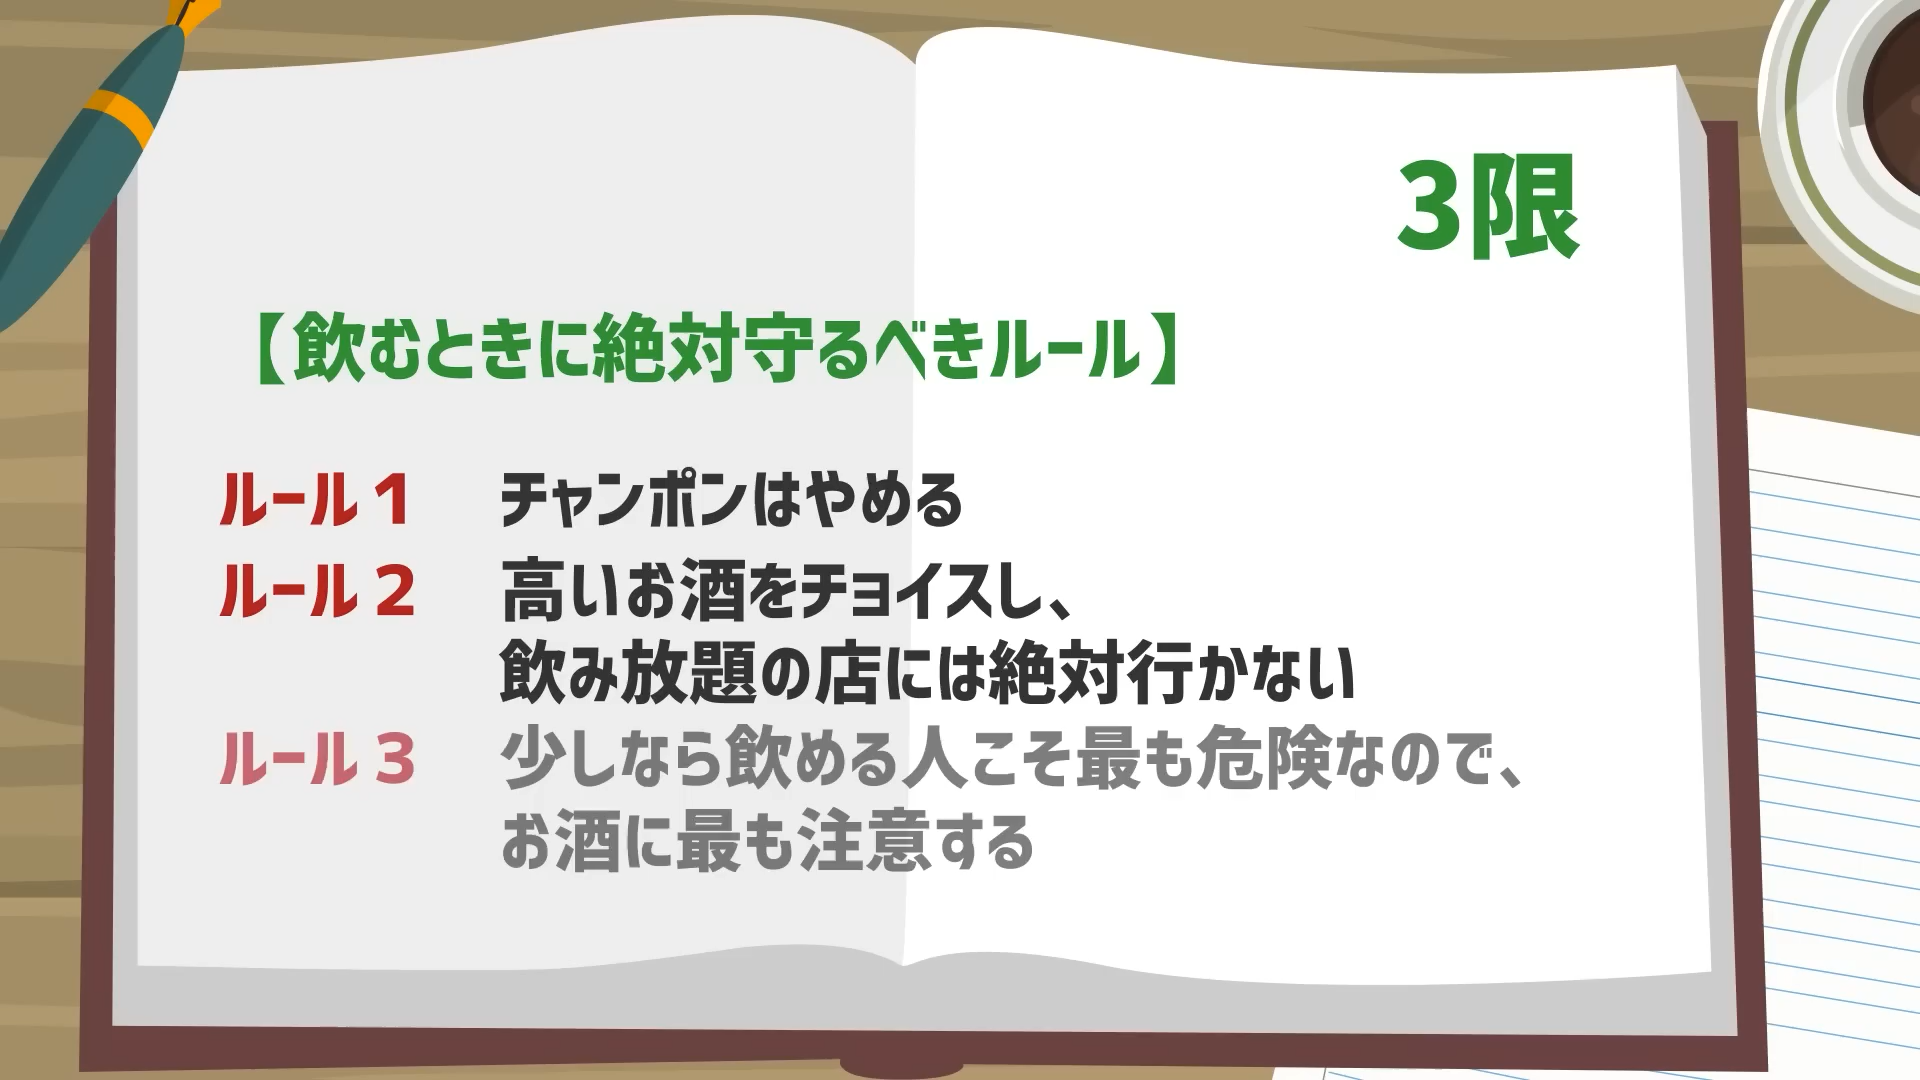 3限
【飲むときに絶対守るべきルール】
ルール1 チャンポンはやめる
ルール2 高いお酒をチョイスし、
飲み放題の店には絶対行かない
ルール3 少しなら飲める人こそ最も危険なので、
お酒に最も注意する